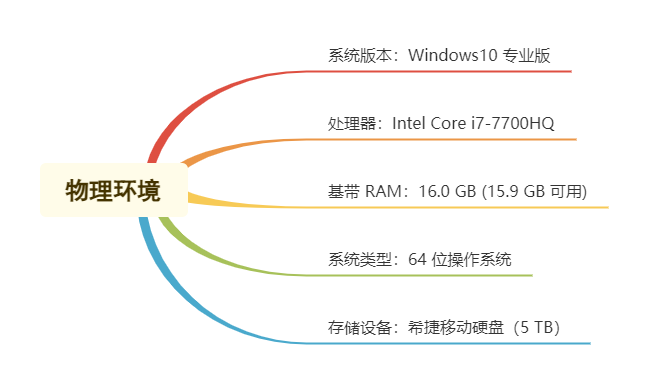 系统版本：Windows10 专业版
处理器：Intel Core i7-7700HQ
物理环境
基带 RAM：16.0 GB (15.9 GB 可用)
系统类型：64 位操作系统
存储设备：希捷移动硬盘（5 TB）